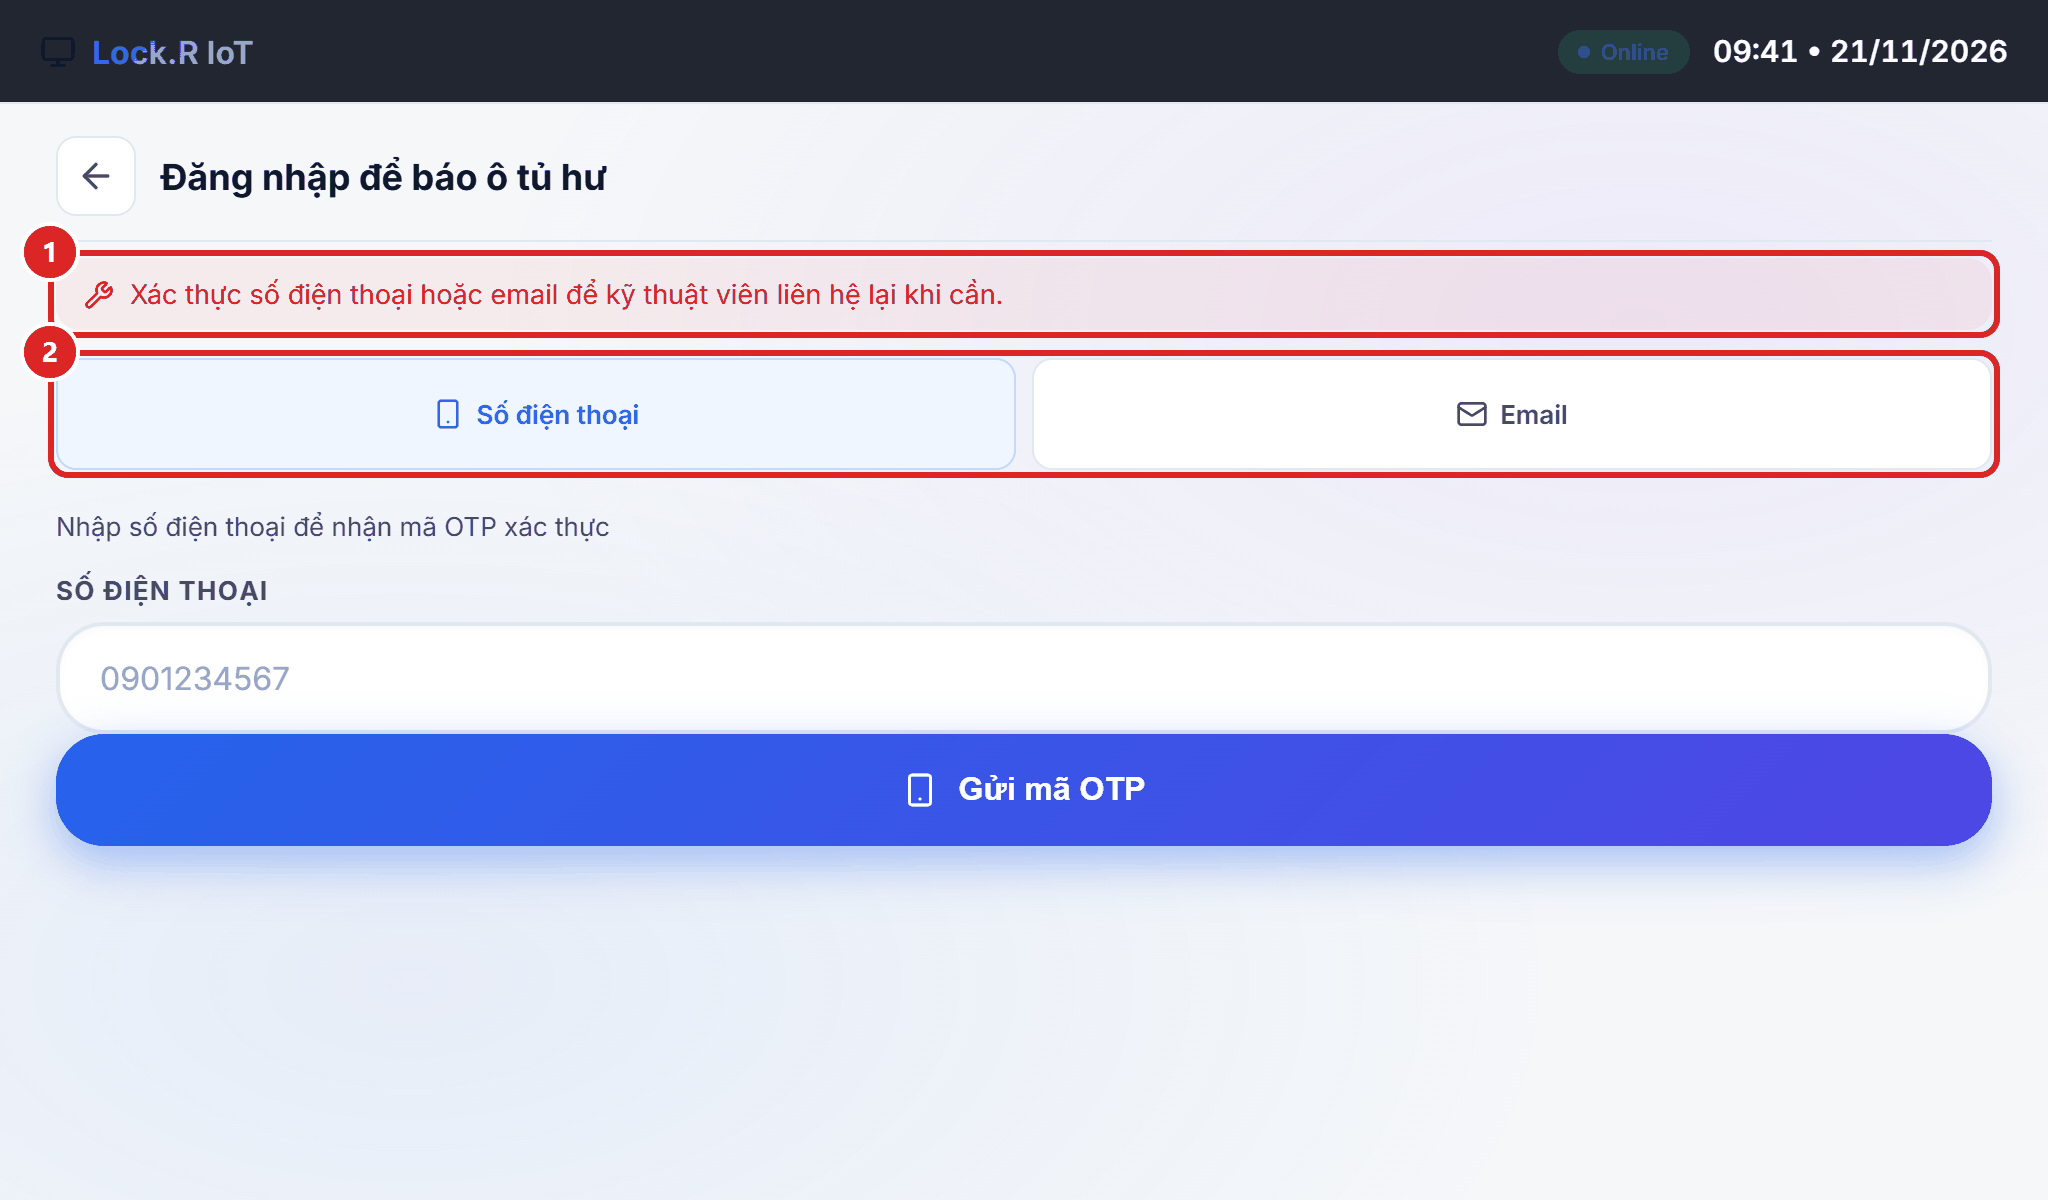 Lock.R IoT
Online
09:41 • 21/11/2026
Đăng nhập để báo ô tủ hư
1
Xác thực số điện thoại hoặc email để kỹ thuật viên liên hệ lại khi cần.
2
Số điện thoại
Email
Nhập số điện thoại để nhận mã OTP xác thực
SỐ ĐIỆN THOẠI
0901234567
Gửi mã OTP